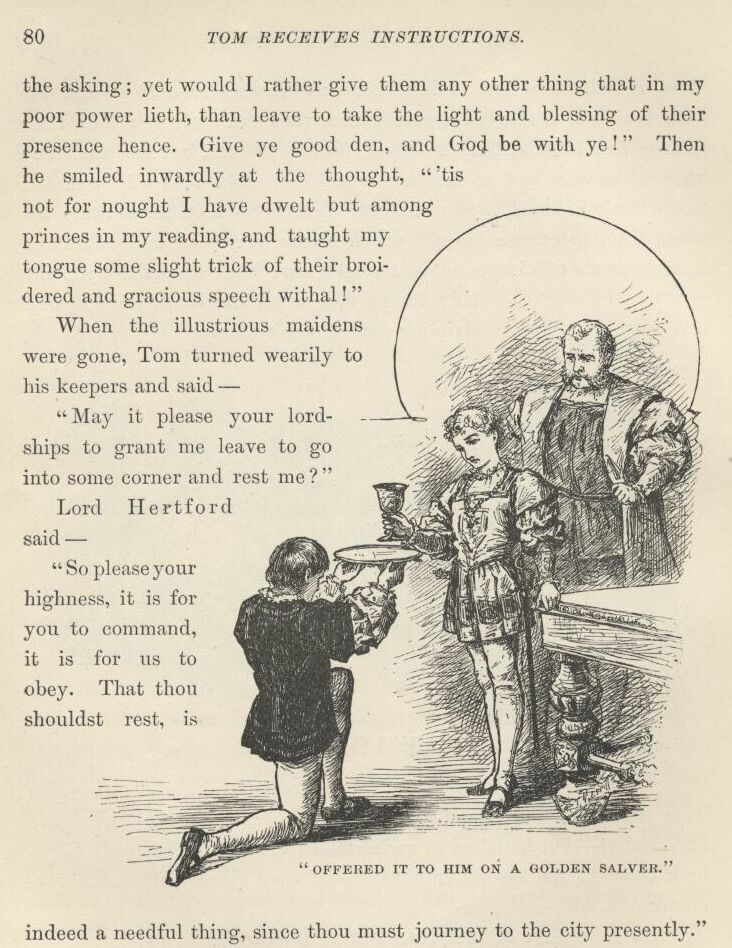 80
TOM RECEIVES INSTRUCTIONS.
the asking; yet would I rather give them any other thing that in my
poor power lieth, than leave to take the light and blessing of their
presence hence. Give ye good den, and God be with ye!" Then
he smiled inwardly at the thought, "'tis
not for nought I have dwelt but among
princes in my reading, and taught my
tongue some slight trick of their broi-
dered and gracious speech withal!"
When the illustrious maidens
were gone, Tom turned wearily to
his keepers and said—
"May it please your lord-
ships to grant me leave to go
into some corner and rest me?"
Lord Hertford
said—
"So please your
highness, it is for
you to command,
it is for us to
obey. That thou
shouldst rest, is
"OFFERED IT TO HIM ON A GOLDEN SALVER."
indeed a needful thing, since thou must journey to the city presently."